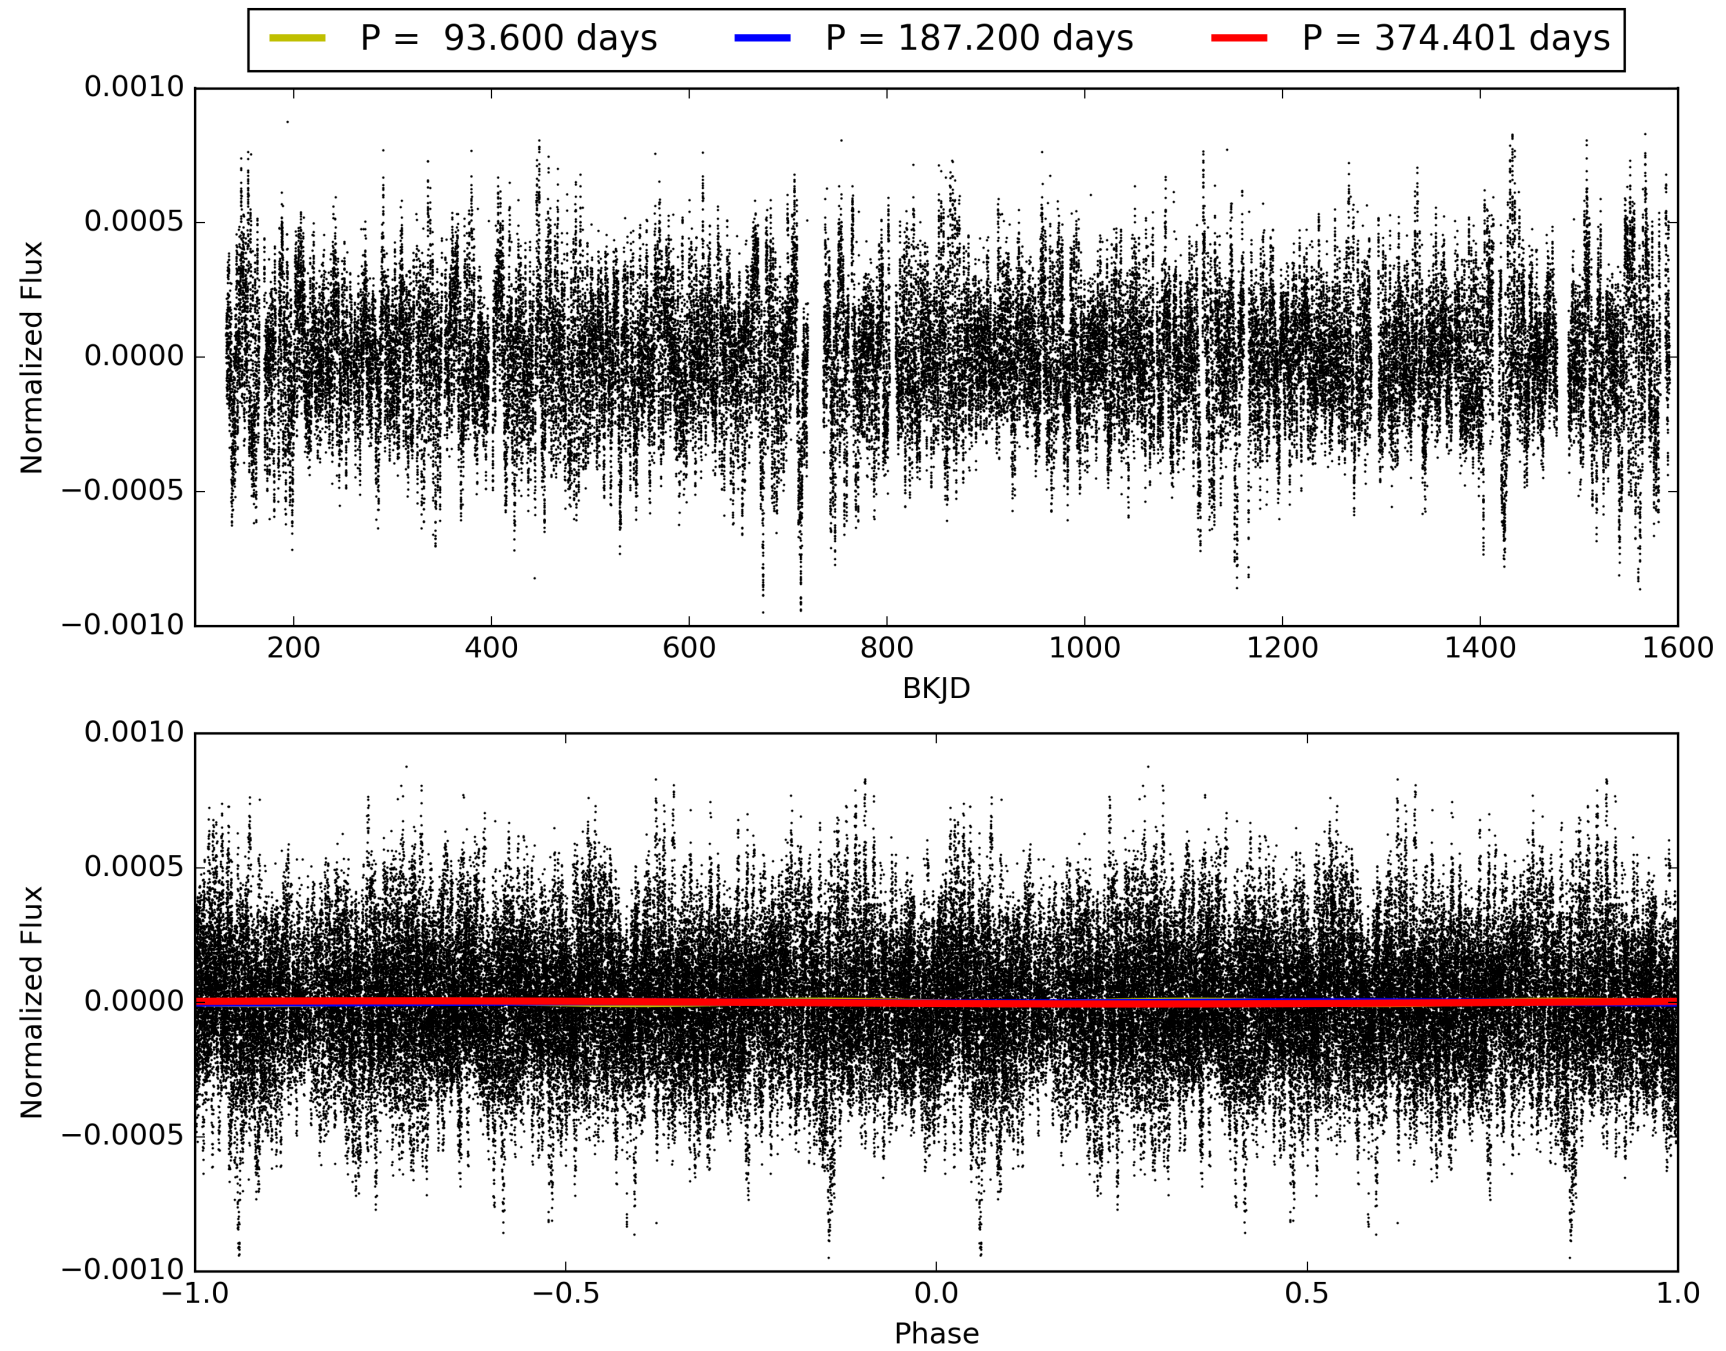 P =  93.600 days P = 187.200 days P = 374.401 days
0.0010
0.0005
0.0000
−0.0005
−0.0010
Normalized Flux
200 400 600 800 1000 1200 1400 1600
BKJD
0.0010
0.0005
0.0000
−0.0005
−0.0010
Normalized Flux
−1.0 −0.5 0.0 0.5 1.0
Phase